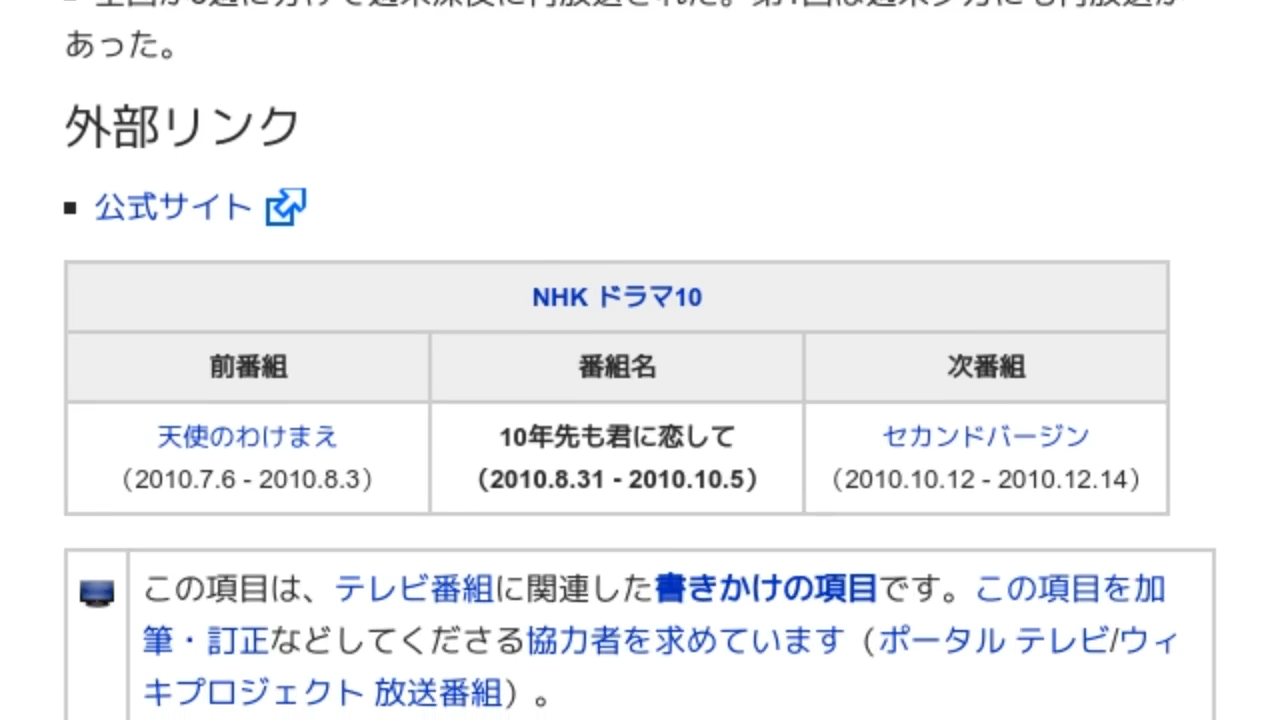 あった。
外部リンク
公式サイト
NHK ドラマ10
前番組 番組名 次番組
天使のわけまえ 10年先も君に恋して セカンドバージン
（2010.7.6 - 2010.8.3） （2010.8.31 - 2010.10.5） （2010.10.12 - 2010.12.14）
この項目は、テレビ番組に関連した書きかけの項目です。この項目を加
筆・訂正などしてくださる協力者を求めています（ポータル テレビ/ウィ
キプロジェクト 放送番組）。